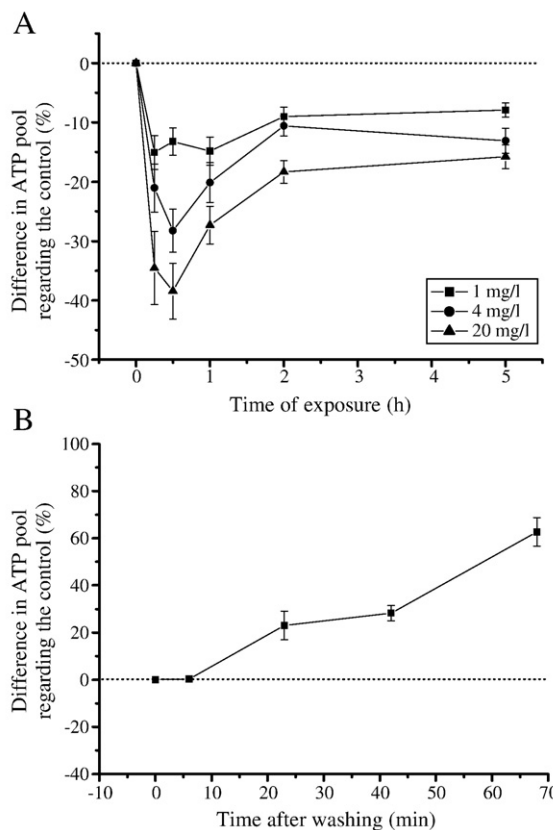 A
Difference in ATP pool
regarding the control (%)
0
-10
-20
-30
-40
-50
0 1 2 3 4 5
Time of exposure (h)
1 mg/l
4 mg/l
20 mg/l
B
Difference in ATP pool
regarding the control (%)
100
80
60
40
20
0
-20
-40
-10 0 10 20 30 40 50 60 70
Time after washing (min)